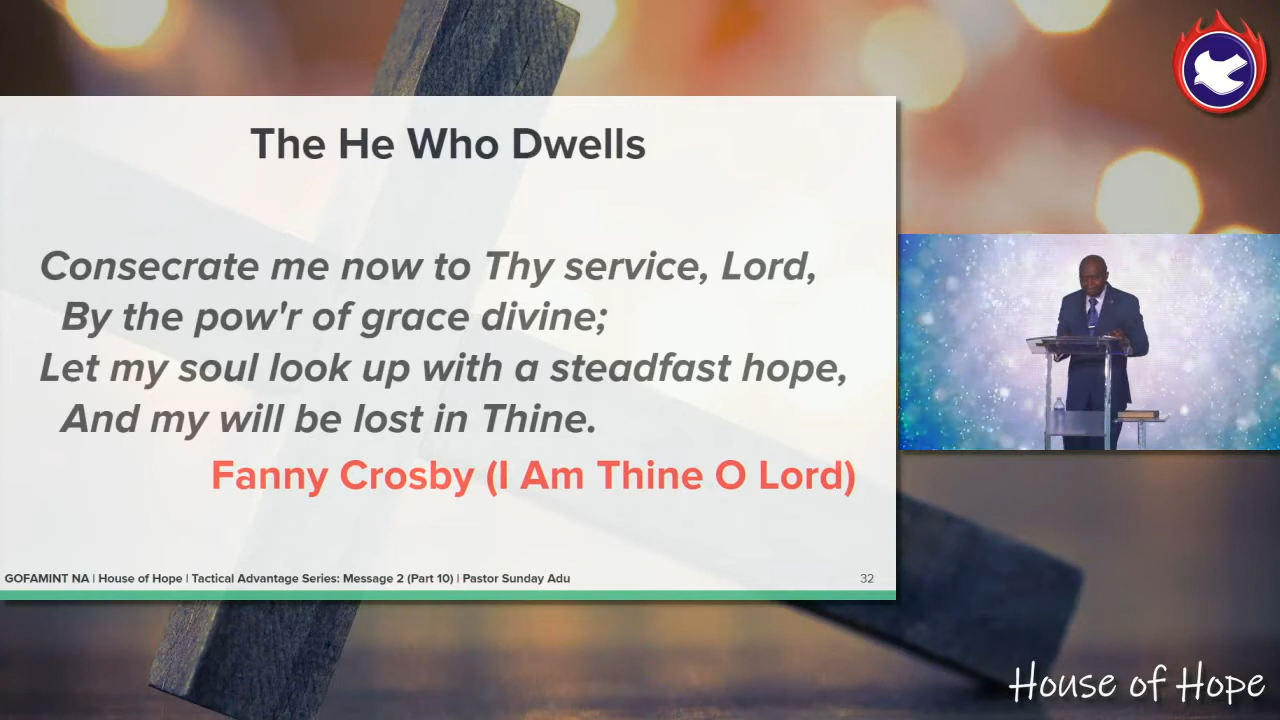 The He Who Dwells
Consecrate me now to Thy service, Lord,
By the pow'r of grace divine;
Let my soul look up with a steadfast hope,
And my will be lost in Thine.
Fanny Crosby (I Am Thine O Lord)
GOFAMINT NA | House of Hope | Tactical Advantage Series: Message 2 (Part 10) | Pastor Sunday Adu
32
House of Hope